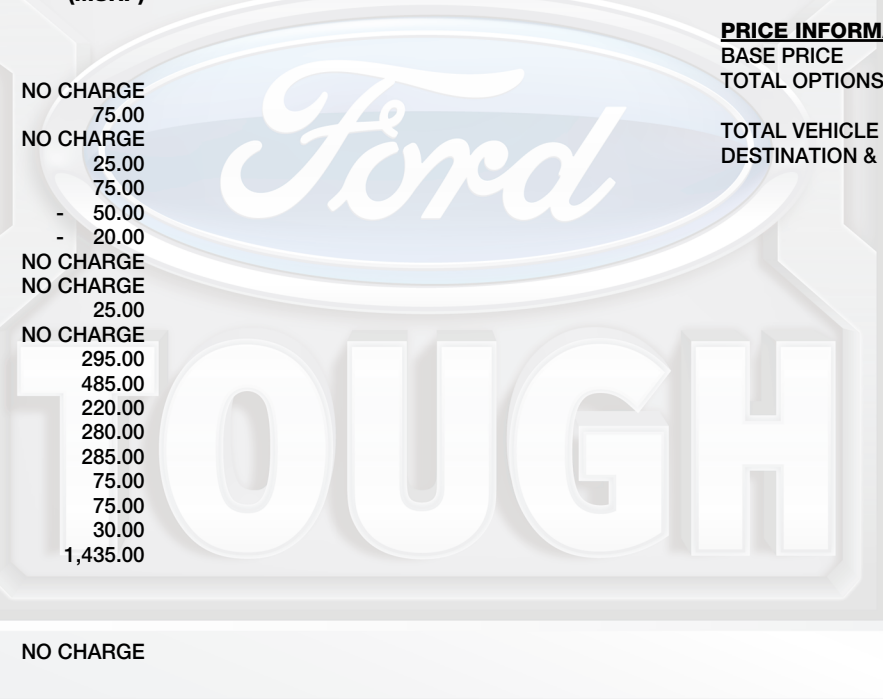 PRICE INFORM
BASE PRICE
TOTAL OPTIONS
TOTAL VEHICLE
DESTINATION &
NO CHARGE
75.00
NO CHARGE
25.00
75.00
- 50.00
- 20.00
NO CHARGE
NO CHARGE
25.00
NO CHARGE
295.00
485.00
220.00
280.00
285.00
75.00
75.00
30.00
1,435.00
NO CHARGE
Ford
TOUGH